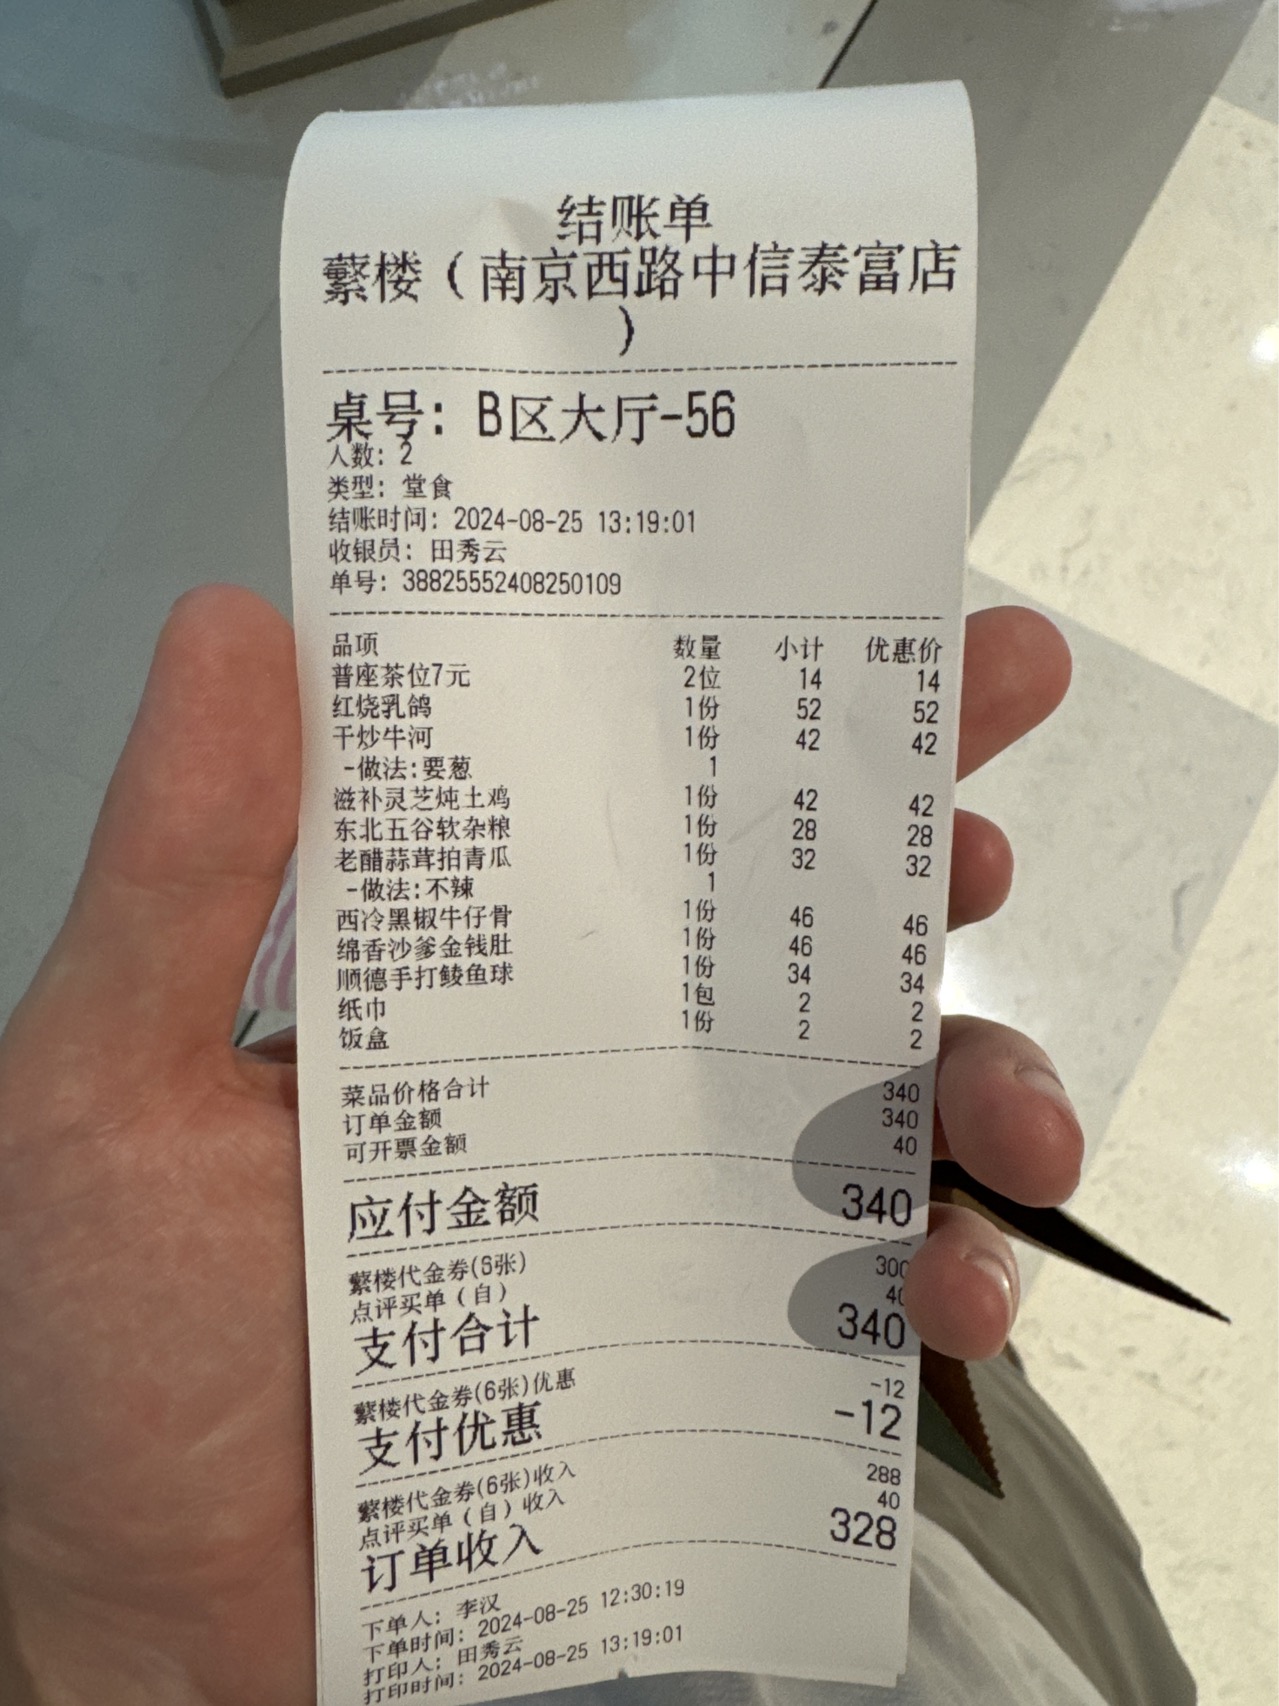 结账单
蘩楼（南京西路中信泰富店
）
桌号： B区大厅-56
人数： 2
类型： 堂食
结账时间： 2024-08-25 13:19:01
收银员： 田秀云
单号： 38825552408250109
品项 数量 小计 优惠价
普座茶位7元 2位 14 14
红烧乳鸽 1份 52 52
干炒牛河 1份 42 42
-做法:要葱 1
滋补灵芝炖土鸡 1份 42 42
东北五谷软杂粮 1份 28 28
老醋蒜茸拍青瓜 1份 32 32
-做法:不辣 1
西冷黑椒牛仔骨 1份 46 46
绵香沙爹金钱肚 1份 46 46
顺德手打鲮鱼球 1份 34 34
纸巾 1包 2 2
饭盒 1份 2 2
菜品价格合计 340
订单金额 340
可开票金额 40
应付金额 340
蘩楼代金券(6张) 300
点评买单（自） 40
支付合计 340
蘩楼代金券(6张)优惠 -12
支付优惠 -12
蘩楼代金券(6张)收入 288
点评买单（自）收入 40
订单收入 328
下单人： 李汉
下单时间： 2024-08-25 12:30:19
打印人： 田秀云
打印时间： 2024-08-25 13:19:01